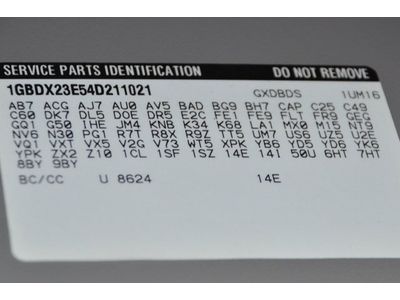 SERVICE PARTS IDENTIFICATION DO NOT REMOVE
1GBDX23E54D211021 GXDBDS 1UM16
AB7 ACG AJ7 AU0 AV5 BAD BG9 BH7 CAP C25 C49
C60 DK7 DL5 DOE DR5 E2C FE1 FE9 FLT FR9 GEG
GQ1 G50 IHE JM4 KNB K34 K68 LA1 MX0 M15 NT9
NV6 N30 PG1 R7T R8X R9Z TT5 UM7 US6 UZ5 U2E
VQ1 VXT VX5 V2G V73 WT5 XPK YB6 YD5 YD6 YK6
YPK ZX2 Z10 1CL 1SF 1SZ 14E 141 50U 6HT 7HT
8BY 9BY
BC/CC U 8624 14E